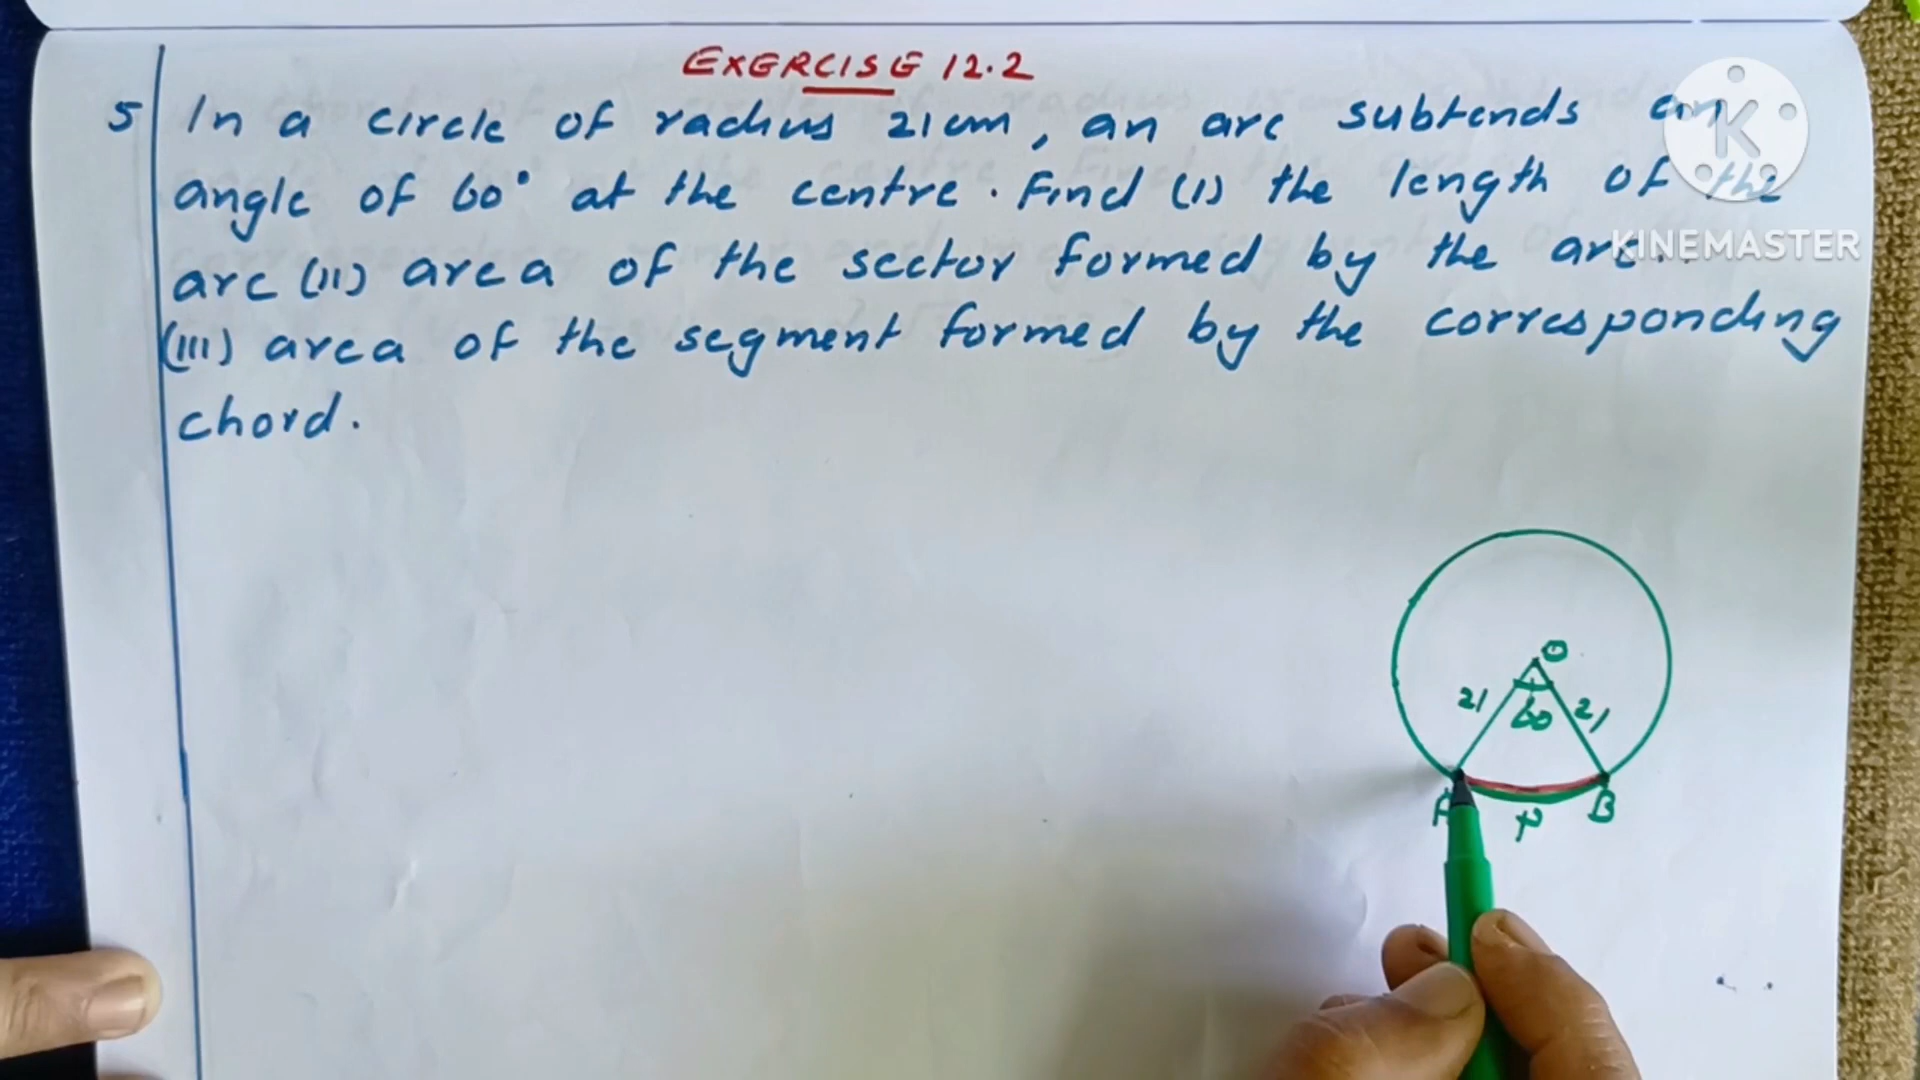 EXERCISE 12.2
5 In a circle of radius 21cm, an arc subtends an
angle of 60° at the centre. Find (I) the length of the
arc (II) area of the sector formed by the arc.
(III) area of the segment formed by the corresponding
chord.
K
KINEMASTER
O
21 60 21
A P B